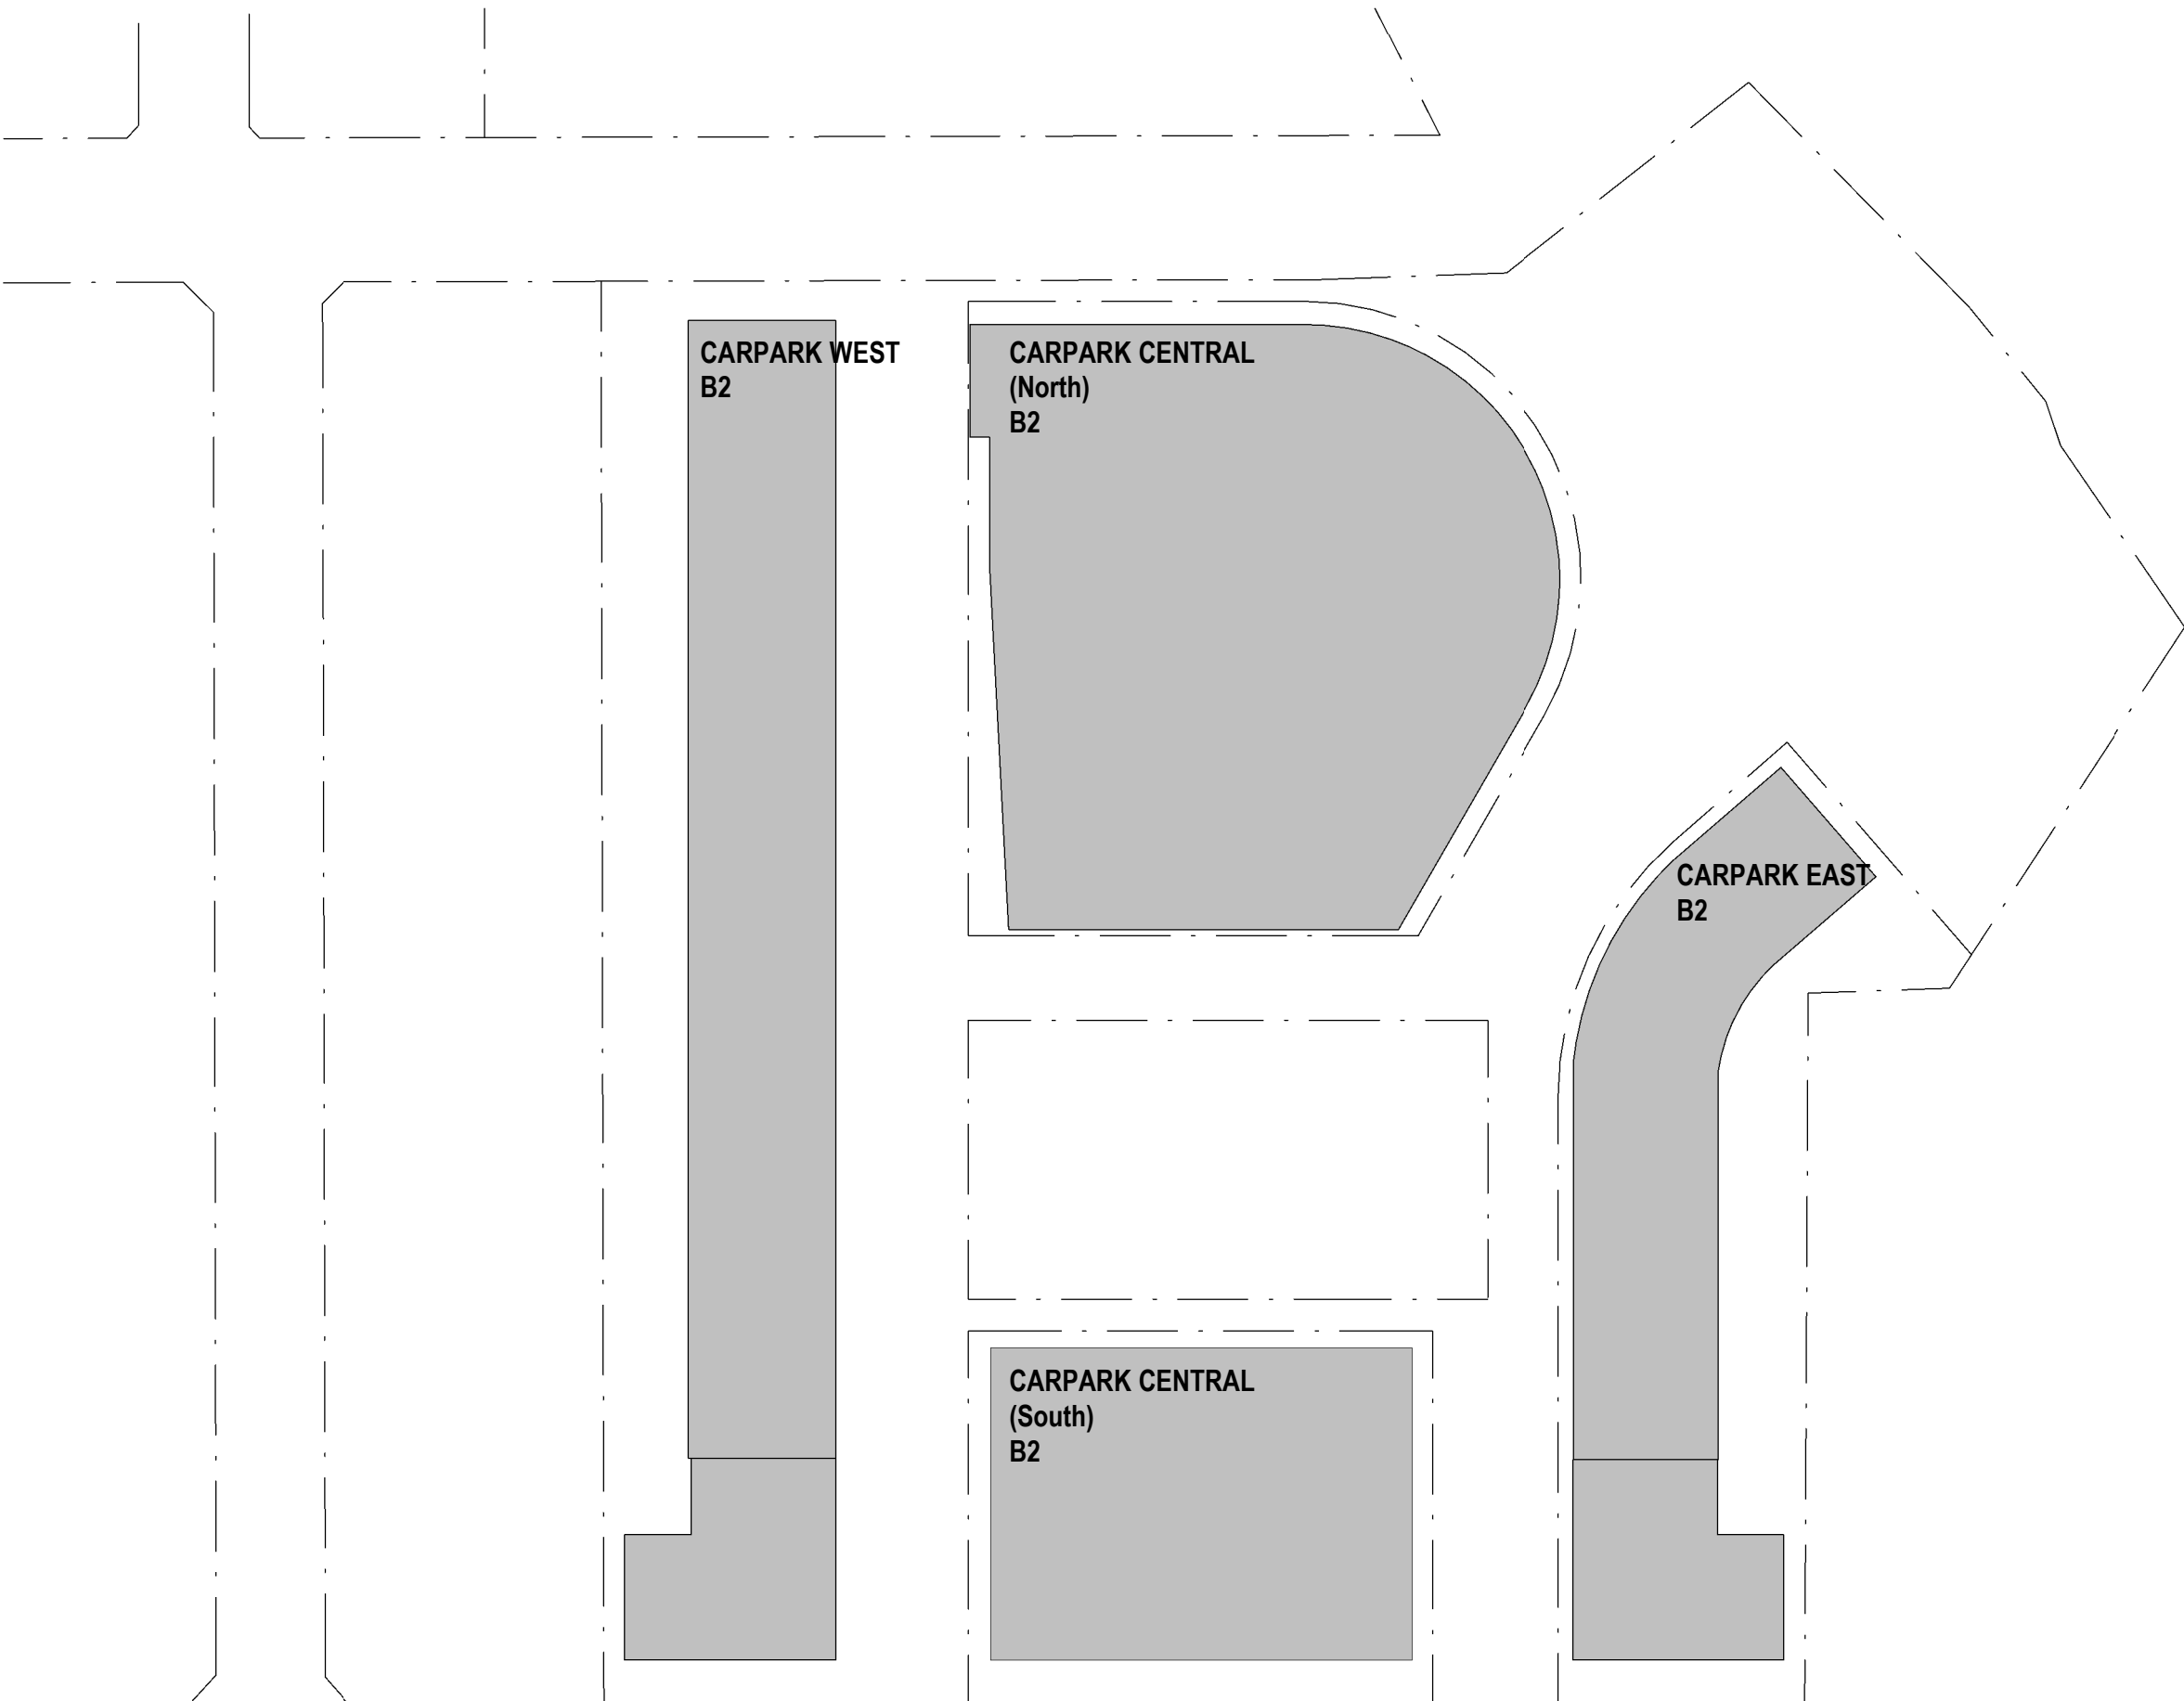 CARPARK WEST
B2
CARPARK CENTRAL
(North)
B2
CARPARK EAST
B2
CARPARK CENTRAL
(South)
B2